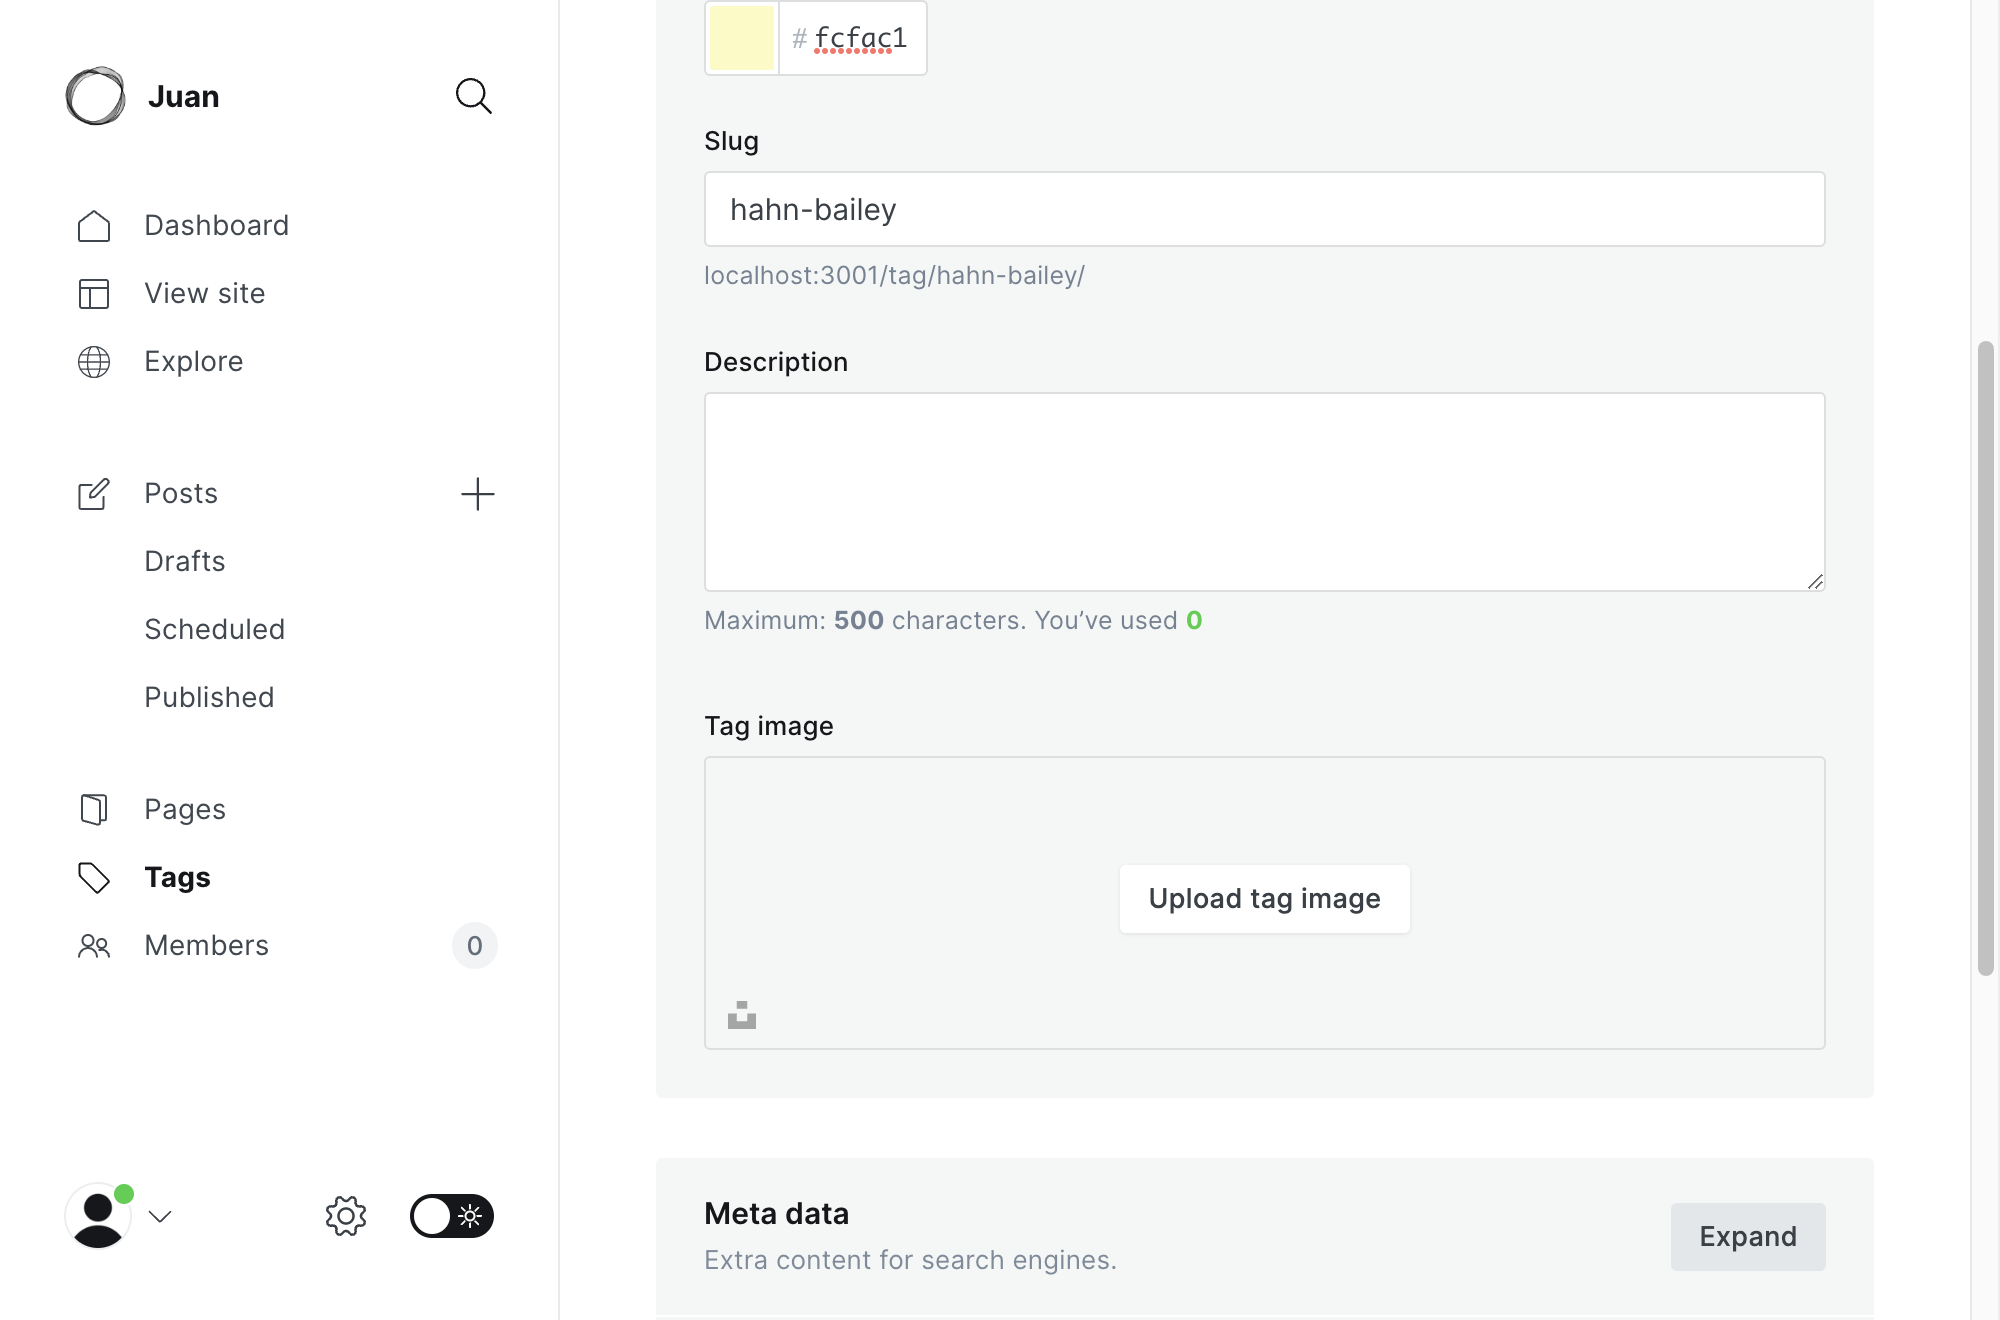 Juan
Dashboard
View site
Explore
Posts
Drafts
Scheduled
Published
Pages
Tags
Members
0
#fcfac1
Slug
hahn-bailey
localhost:3001/tag/hahn-bailey/
Description
Maximum: 500 characters. You’ve used 0
Tag image
Upload tag image
Meta data
Extra content for search engines.
Expand